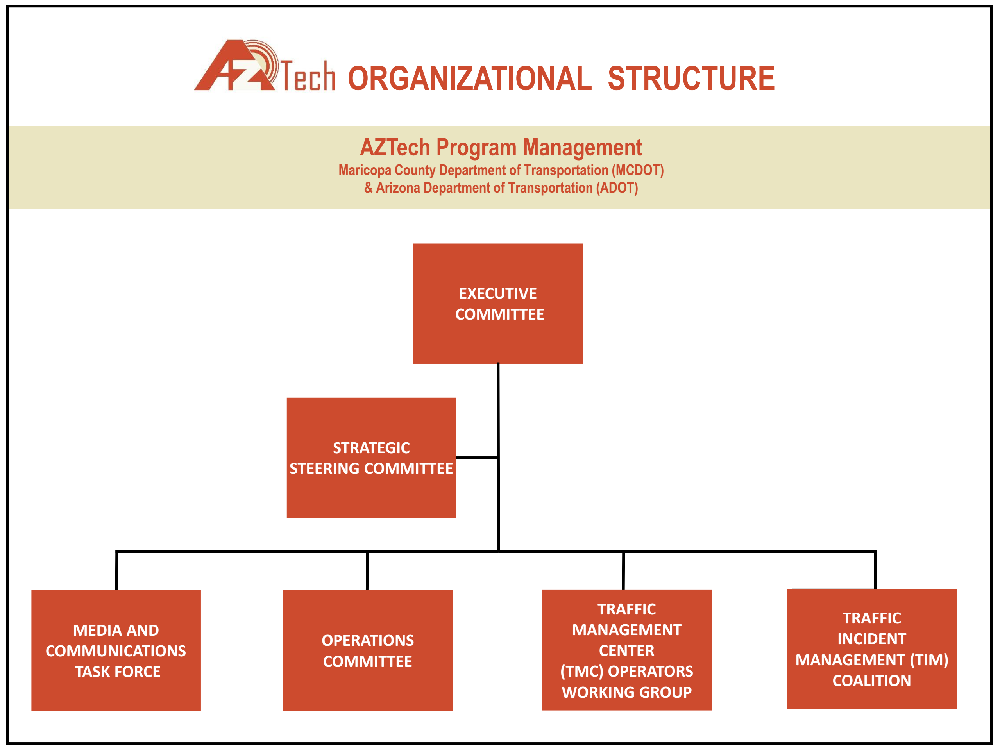 AZTech ORGANIZATIONAL STRUCTURE
AZTech Program Management
Maricopa County Department of Transportation (MCDOT)
& Arizona Department of Transportation (ADOT)
EXECUTIVE
COMMITTEE
STRATEGIC
STEERING COMMITTEE
MEDIA AND
COMMUNICATIONS
TASK FORCE
OPERATIONS
COMMITTEE
TRAFFIC
MANAGEMENT
CENTER
(TMC) OPERATORS
WORKING GROUP
TRAFFIC
INCIDENT
MANAGEMENT (TIM)
COALITION